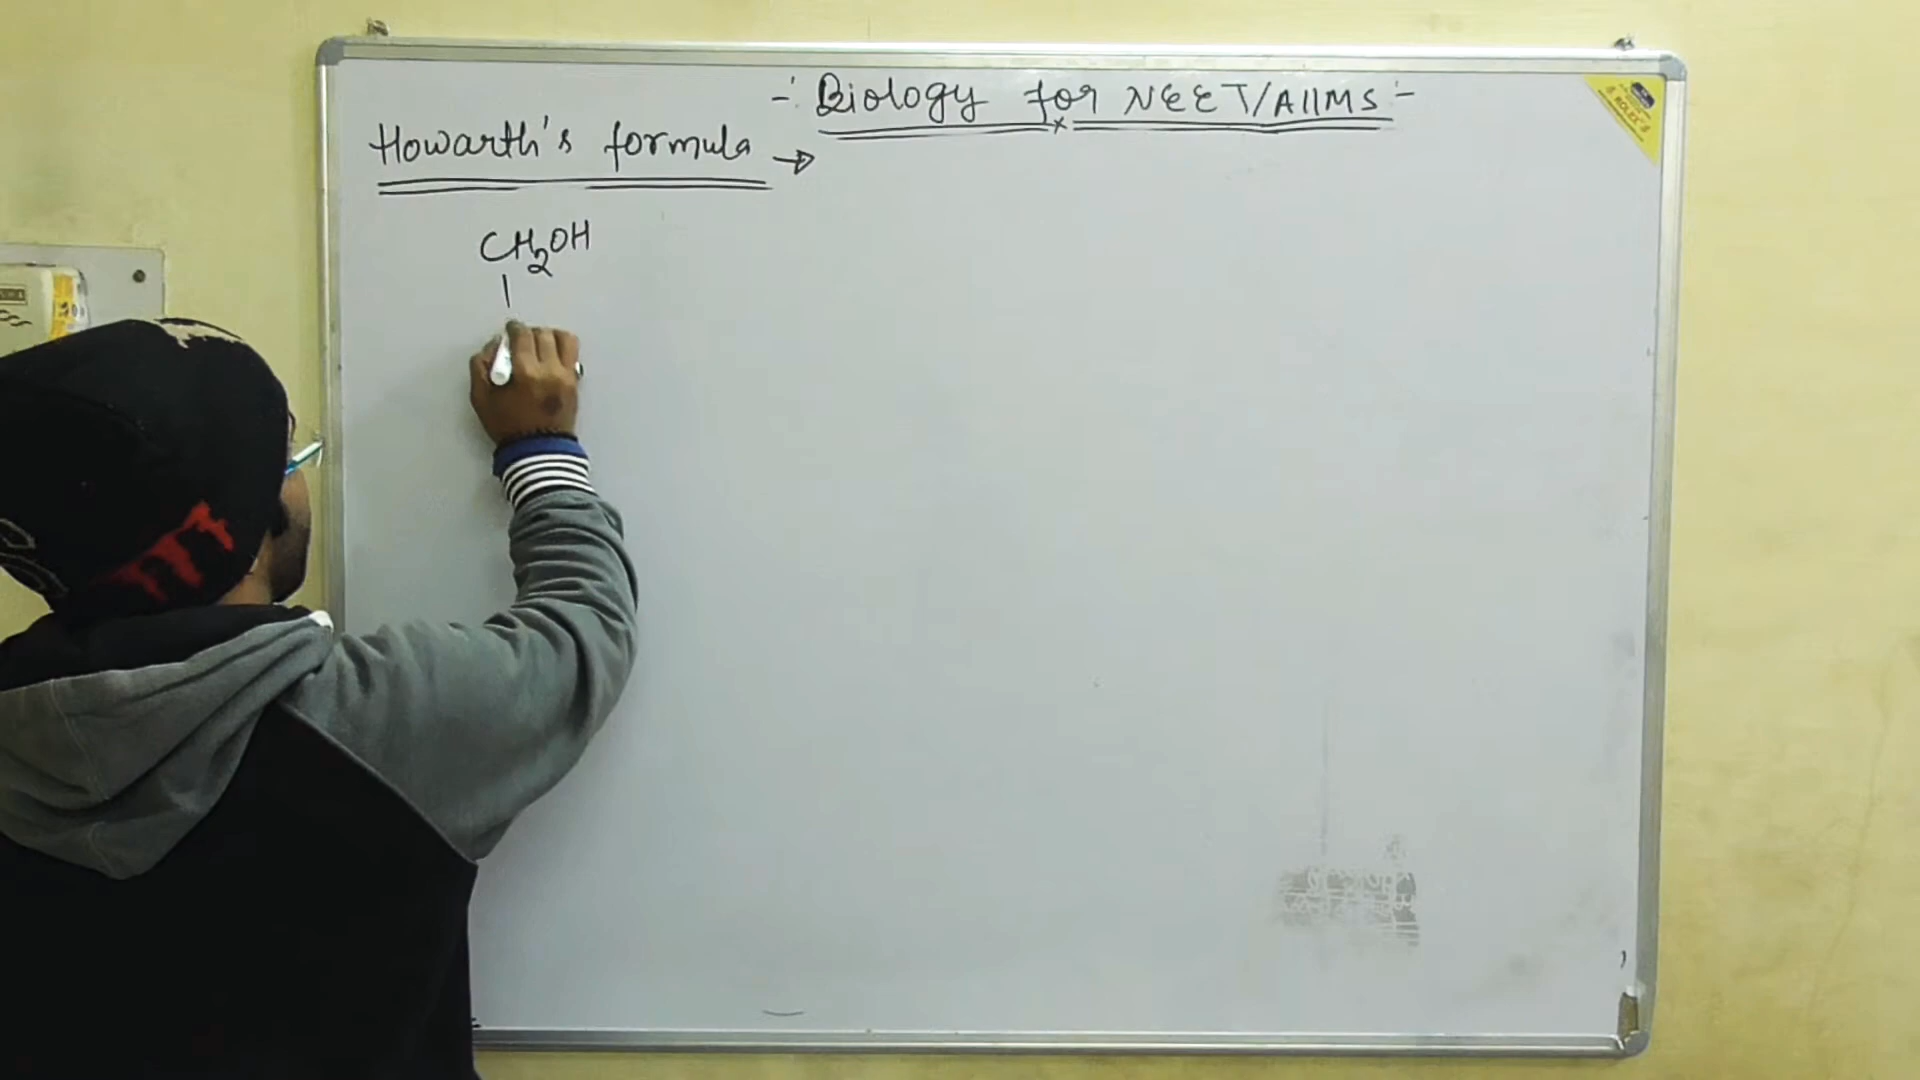 -' Biology for NEET/AIIMS '-
Howarth's formula →
CH2OH